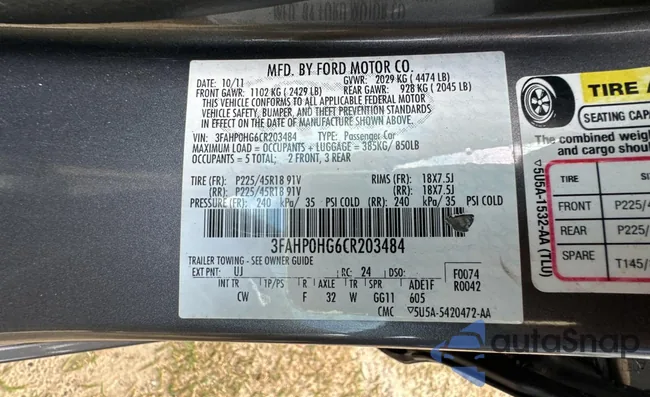 MFD. BY FORD MOTOR CO.
DATE: 10/11 GVWR: 2029 KG ( 4474 LB)
FRONT GAWR: 1102 KG ( 2429 LB) REAR GAWR: 928 KG ( 2045 LB)
THIS VEHICLE CONFORMS TO ALL APPLICABLE FEDERAL MOTOR
VEHICLE SAFETY, BUMPER, AND THEFT PREVENTION STANDARDS
IN EFFECT ON THE DATE OF MANUFACTURE SHOWN ABOVE.
VIN: 3FAHP0HG6CR203484 TYPE: Passenger Car
MAXIMUM LOAD = OCCUPANTS + LUGGAGE = 385KG/ 850LB
OCCUPANTS = 5 TOTAL: 2 FRONT, 3 REAR
TIRE (FR): P225/45R18 91V RIMS (FR): 18X7.5J
(RR): P225/45R18 91V (RR): 18X7.5J
PRESSURE (FR): 240 kPa/ 35 PSI COLD (RR): 240 kPa/ 35 PSI COLD
3FAHP0HG6CR203484
TRAILER TOWING - SEE OWNER GUIDE
EXT PNT: UJ RC: 24 DSO: F0074
INT TR TP/PS R AXLE TR SPR ADE1F R0042
CW F 32 W GG11 605
CMC ▽5U5A-5420472-AA
TIRE A
SEATING CAP
The combined weig
and cargo shou
TIRE SI
FRONT P225/4
REAR P225/
SPARE T145/
▽5U5A-1532-AA (TL0)
autoSnap